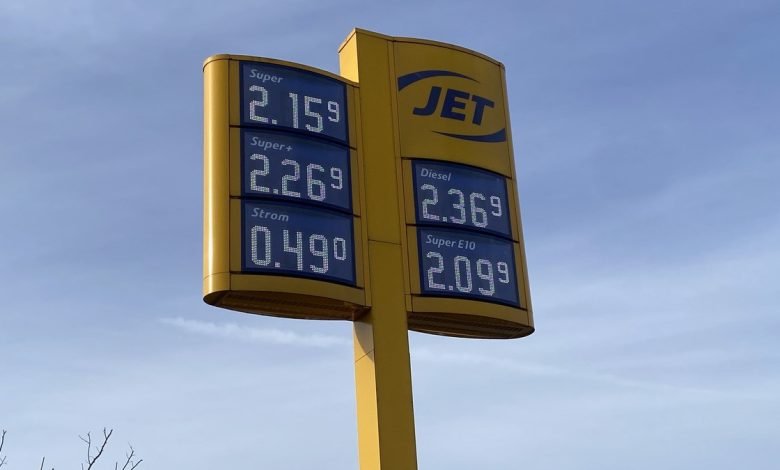 Super
2.159
Super+
2.269
Strom
0.490
JET
Diesel
2.369
Super E10
2.099